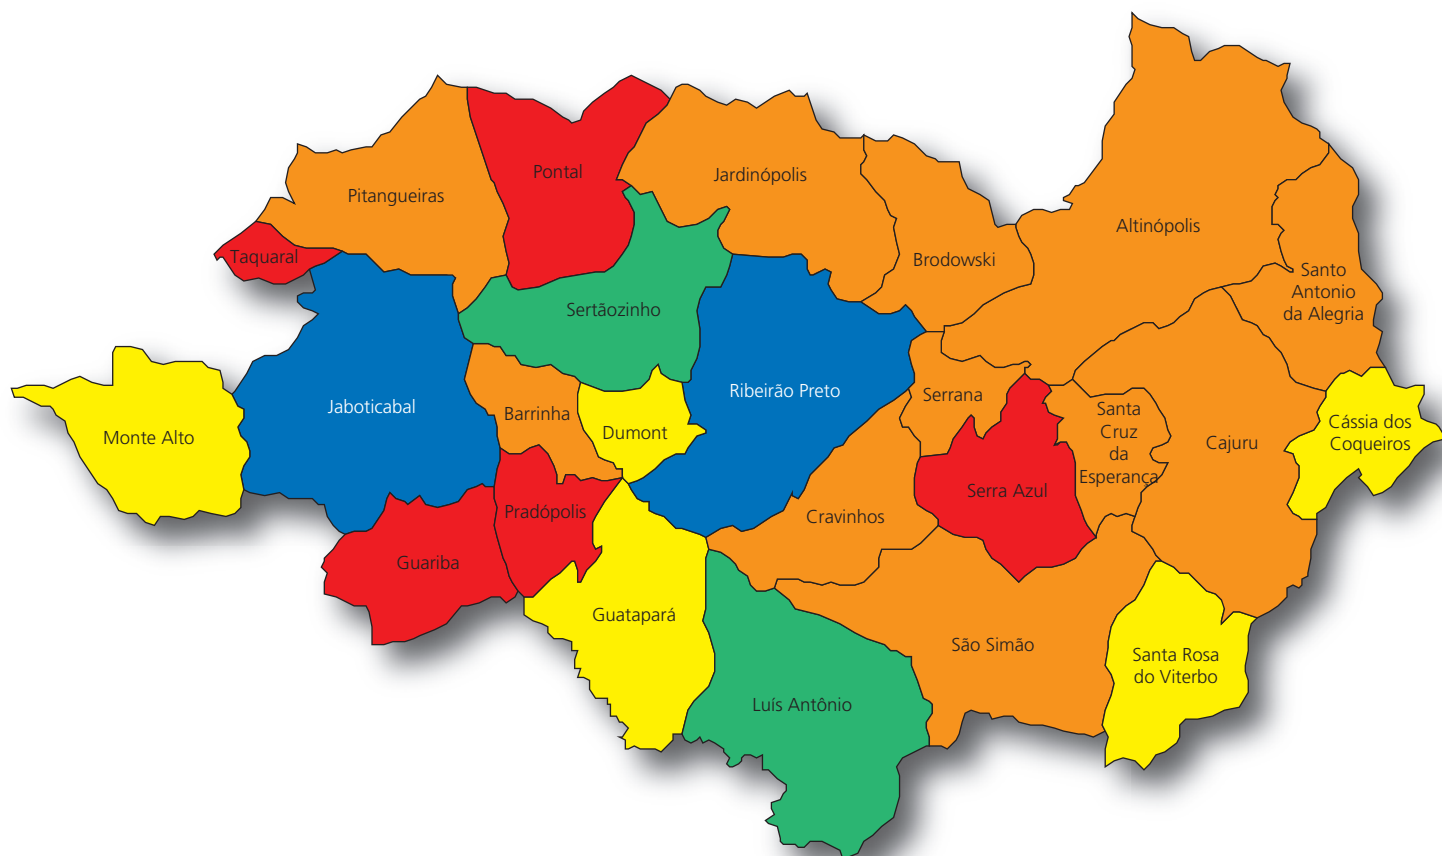 Pontal
Jardinópolis
Pitangueiras
Altinópolis
Taquaral
Brodowski
Santo
Antonio
da Alegria
Sertãozinho
Ribeirão Preto
Serrana
Jaboticabal
Barrinha
Santa
Cruz
da
Esperança
Cássia dos
Coqueiros
Monte Alto
Dumont
Cajuru
Serra Azul
Pradópolis
Cravinhos
Guariba
Guatapará
São Simão
Santa Rosa
do Viterbo
Luís Antônio